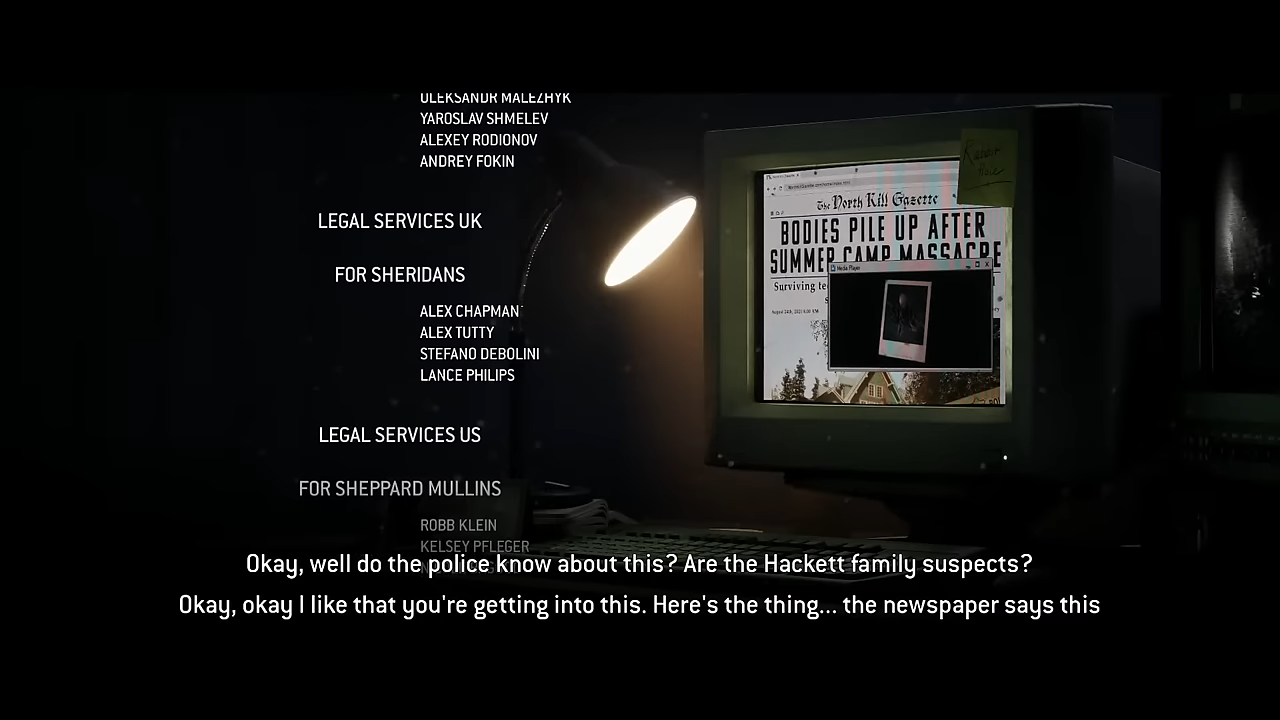 OLEKSANDR MALEZHYK
YAROSLAV SHMELEV
ALEXEY RODIONOV
ANDREY FOKIN
LEGAL SERVICES UK
FOR SHERIDANS
ALEX CHAPMAN
ALEX TUTTY
STEFANO DEBOLINI
LANCE PHILIPS
LEGAL SERVICES US
FOR SHEPPARD MULLINS
ROBB KLEIN
KELSEY PFLEGER
The North Kill Gazette
BODIES PILE UP AFTER
SUMMER CAMP MASSACRE
Media Player
Surviving
Okay, well do the police know about this? Are the Hackett family suspects?
Okay, okay I like that you're getting into this. Here's the thing... the newspaper says this